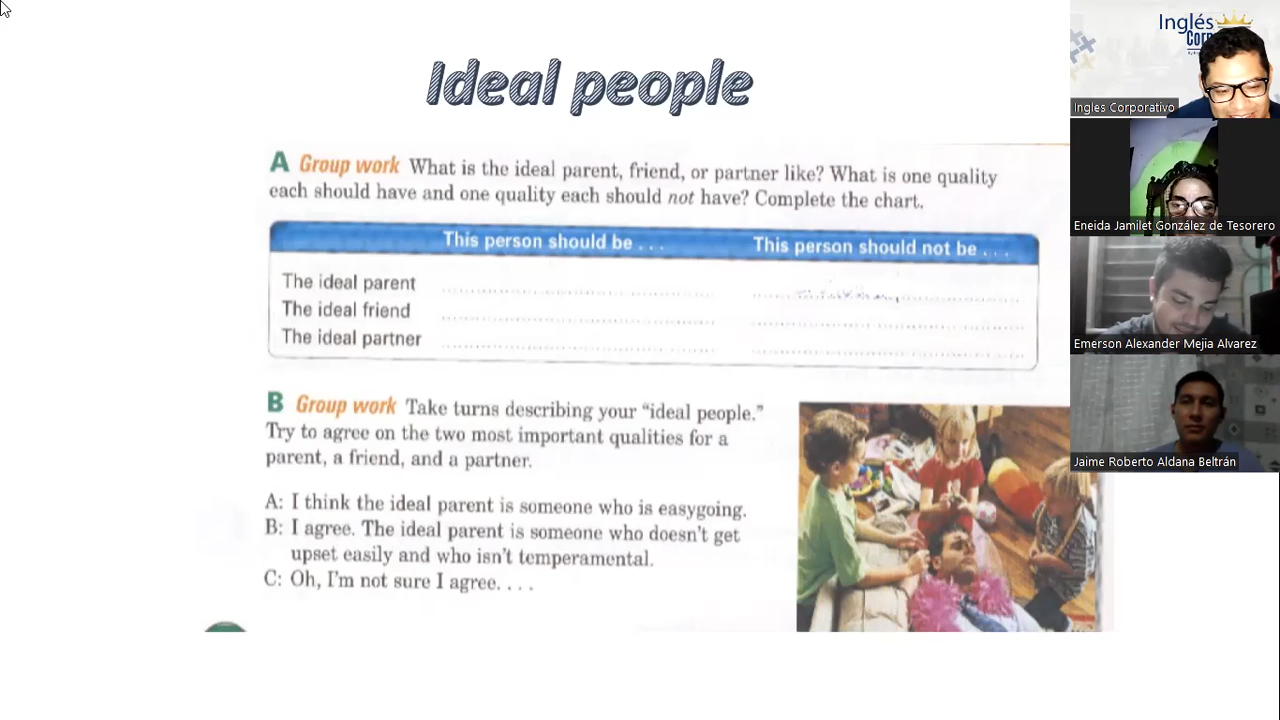 Ideal people
A Group work What is the ideal parent, friend, or partner like? What is one quality
each should have and one quality each should not have? Complete the chart.
This person should be . . . This person should not be . . .
The ideal parent
The ideal friend
The ideal partner
B Group work Take turns describing your “ideal people.”
Try to agree on the two most important qualities for a
parent, a friend, and a partner.
A: I think the ideal parent is someone who is easygoing.
B: I agree. The ideal parent is someone who doesn't get
upset easily and who isn't temperamental.
C: Oh, I'm not sure I agree. . . .
Inglés
Corp
Ingles Corporativo
Eneida Jamilet González de Tesorero
Emerson Alexander Mejia Alvarez
Jaime Roberto Aldana Beltrán